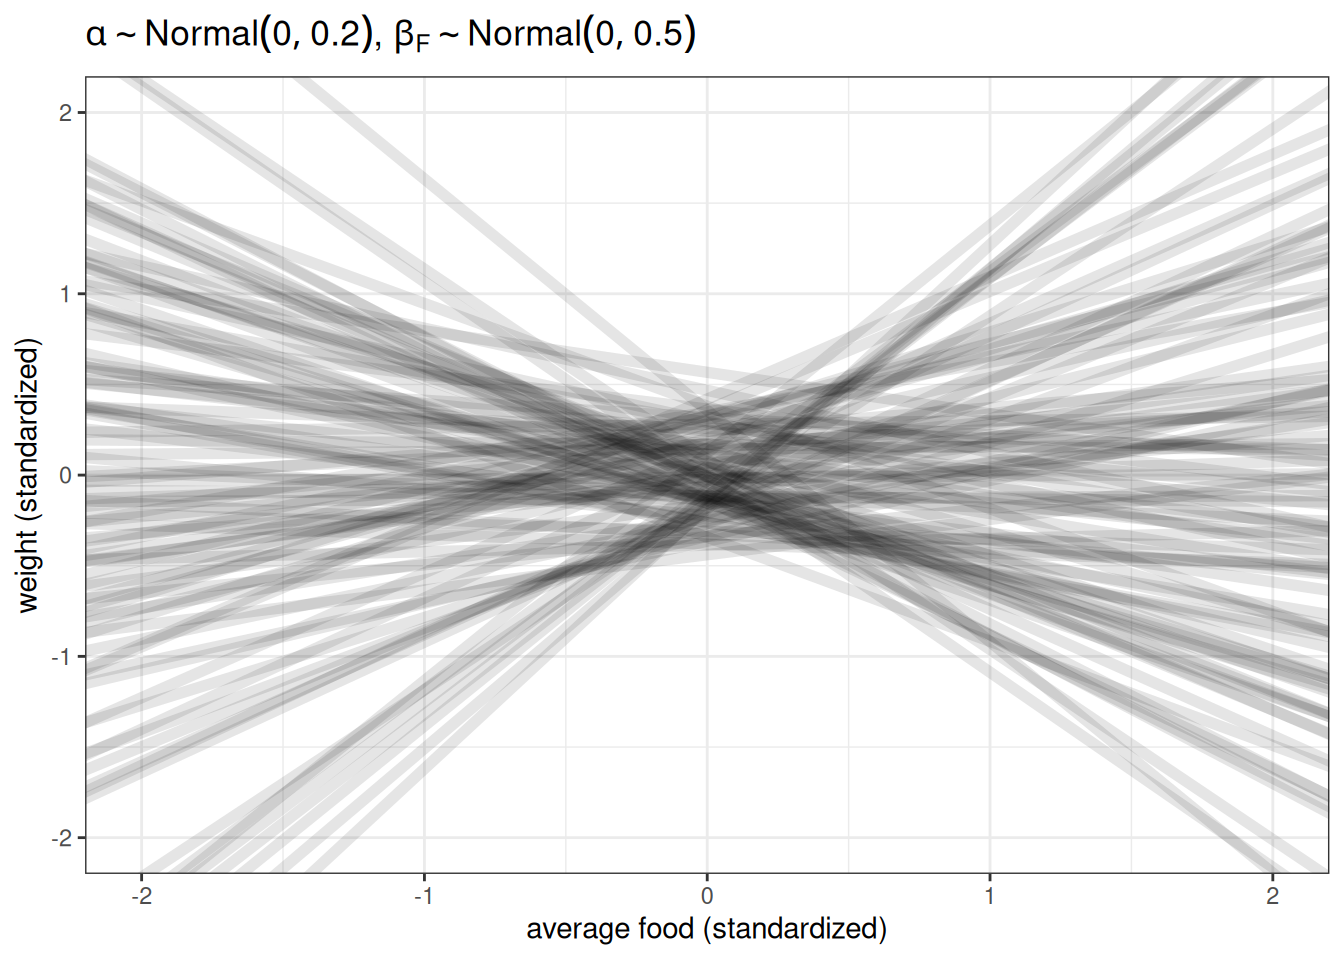 α ~ Normal(0, 0.2), β_F ~ Normal(0, 0.5)
2
1
0
-1
-2
weight (standardized)
-2 -1 0 1 2
average food (standardized)